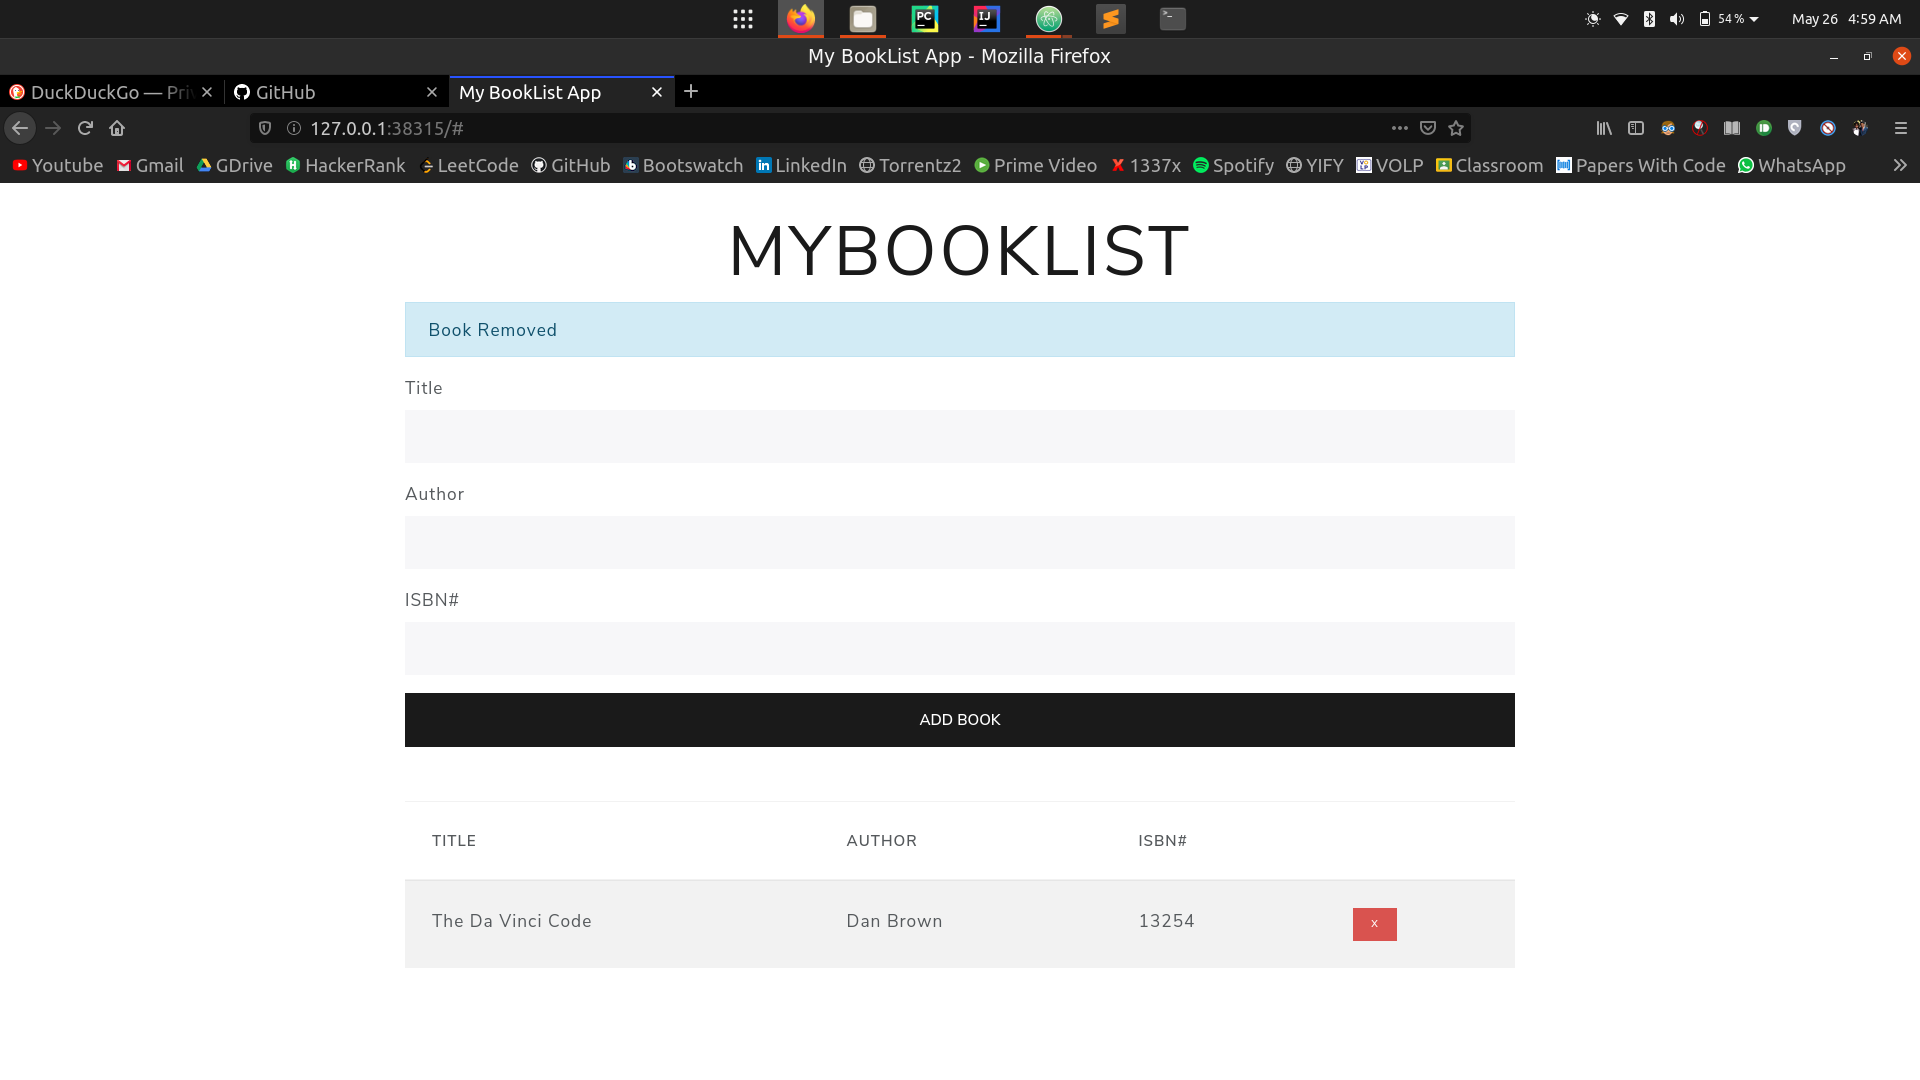 PC
IJ
54 %
May 26 4:59 AM
My BookList App - Mozilla Firefox
DuckDuckGo — Priv
GitHub
My BookList App
127.0.0.1:38315/#
Youtube
Gmail
GDrive
HackerRank
LeetCode
GitHub
Bootswatch
LinkedIn
Torrentz2
Prime Video
1337x
Spotify
YIFY
VOLP
Classroom
Papers With Code
WhatsApp
MYBOOKLIST
Book Removed
Title
Author
ISBN#
ADD BOOK
TITLE AUTHOR ISBN#
The Da Vinci Code Dan Brown 13254 x